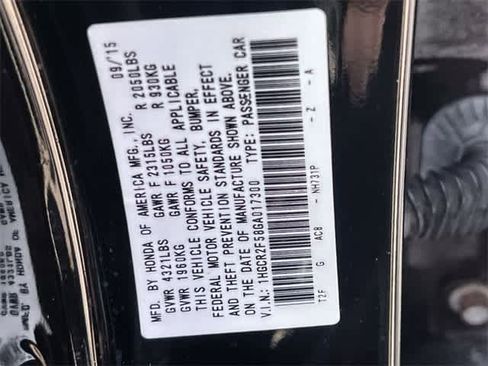 MFD. BY HONDA OF AMERICA MFG., INC. 09/15
GVWR 4321LBS GAWR F 2315LBS R 2050LBS
GVWR 1960KG GAWR F 1050KG R 930KG
THIS VEHICLE CONFORMS TO ALL APPLICABLE
FEDERAL MOTOR VEHICLE SAFETY, BUMPER,
AND THEFT PREVENTION STANDARDS IN EFFECT
ON THE DATE OF MANUFACTURE SHOWN ABOVE.
V.I.N.: 1HGCR2F58GA017300 TYPE: PASSENGER CAR
T2F G AC8 - NH731P - Z - A